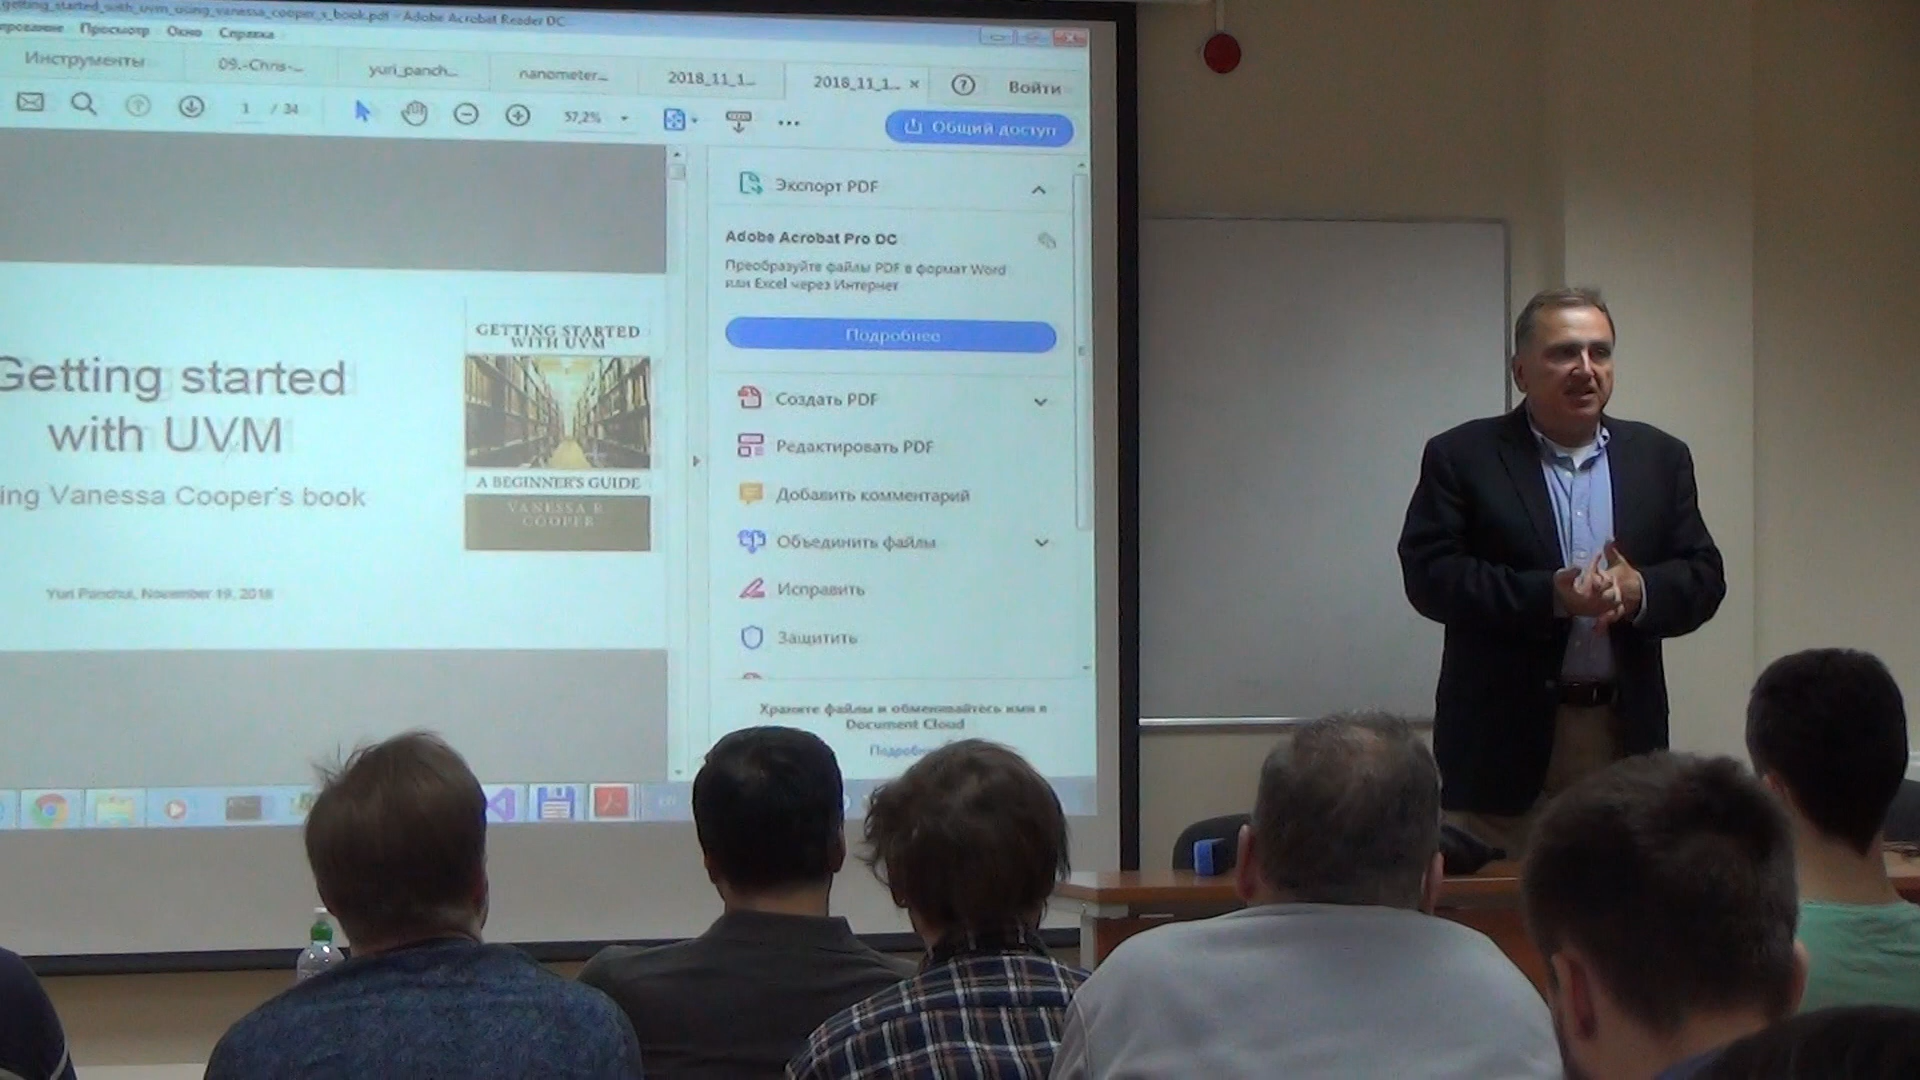 getting_started_with_uvm_using_vanessa_cooper_s_book.pdf - Adobe Acrobat Reader DC
Просмотр Окно Справка
Инструменты 09.-Chris-... yuri_panch... nanometer... 2018_11_1... 2018_11_1... × ? Войти
1 / 34 57,2% ... Общий доступ
Getting started
with UVM
ing Vanessa Cooper's book
Yuri Panchul, November 19, 2018
GETTING STARTED
WITH UVM
A BEGINNER'S GUIDE
VANESSA R.
COOPER
Экспорт PDF
Adobe Acrobat Pro DC
Преобразуйте файлы PDF в формат Word
или Excel через Интернет
Подробнее
Создать PDF
Редактировать PDF
Добавить комментарий
Объединить файлы
Исправить
Защитить
Храните файлы и обменивайтесь ими в
Document Cloud